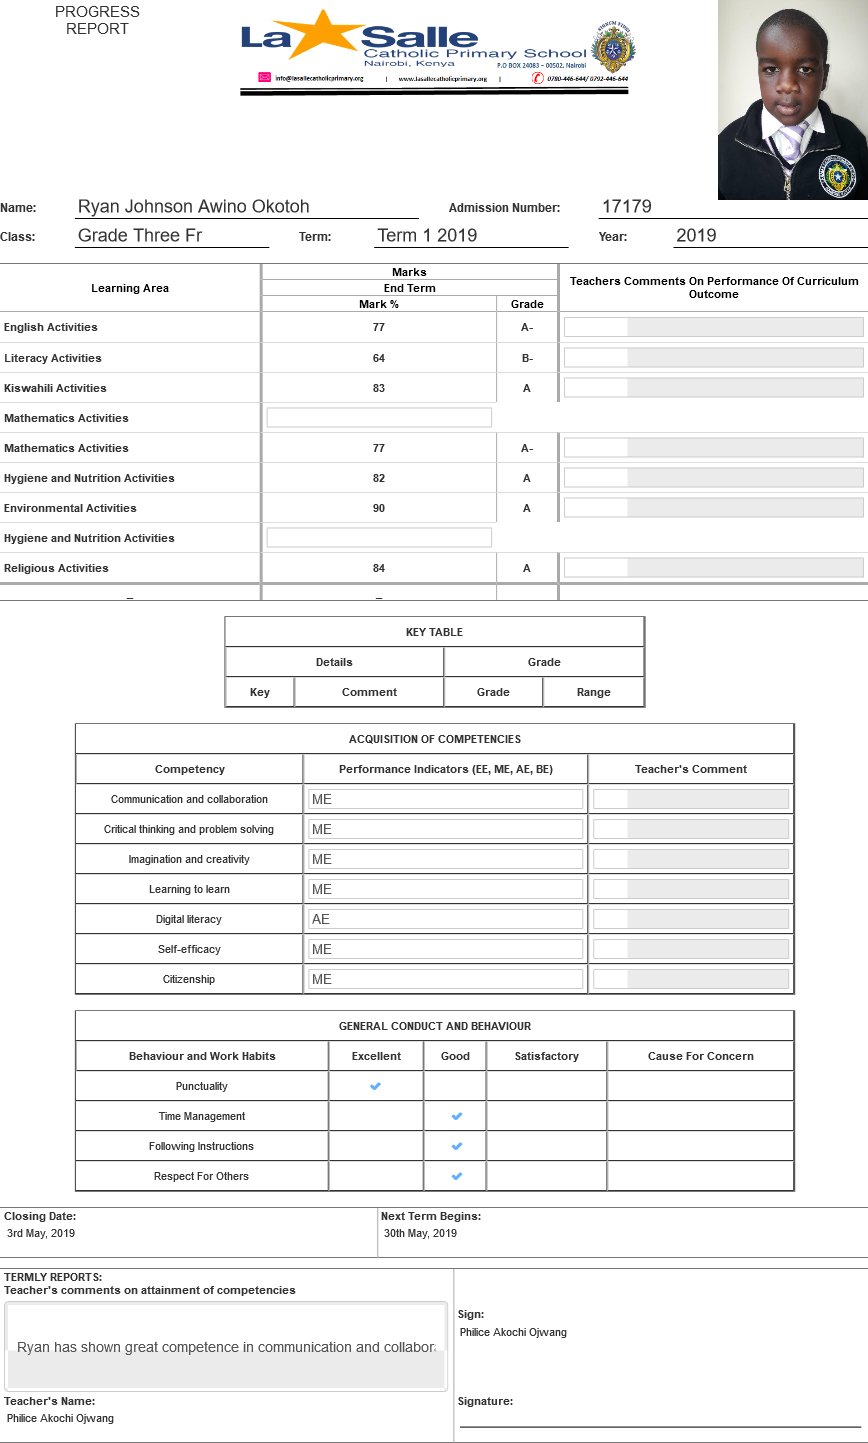 PROGRESS
REPORT
La Salle
Catholic Primary School
Nairobi, Kenya
P.O BOX 24083 – 00502, Nairobi
info@lasallecatholicprimary.org | www.lasallecatholicprimary.org | 0780-446-644/ 0792-446-644
Name: Ryan Johnson Awino Okotoh Admission Number: 17179
Class: Grade Three Fr Term: Term 1 2019 Year: 2019
Learning Area Marks Teachers Comments On Performance Of Curriculum Outcome
End Term
Mark % Grade
English Activities 77 A-
Literacy Activities 64 B-
Kiswahili Activities 83 A
Mathematics Activities
Mathematics Activities 77 A-
Hygiene and Nutrition Activities 82 A
Environmental Activities 90 A
Hygiene and Nutrition Activities
Religious Activities 84 A
_ _
KEY TABLE
Details Grade
Key Comment Grade Range
ACQUISITION OF COMPETENCIES
Competency Performance Indicators (EE, ME, AE, BE) Teacher's Comment
Communication and collaboration ME
Critical thinking and problem solving ME
Imagination and creativity ME
Learning to learn ME
Digital literacy AE
Self-efficacy ME
Citizenship ME
GENERAL CONDUCT AND BEHAVIOUR
Behaviour and Work Habits Excellent Good Satisfactory Cause For Concern
Punctuality
Time Management
Following Instructions
Respect For Others
Closing Date: Next Term Begins:
3rd May, 2019 30th May, 2019
TERMLY REPORTS:
Teacher's comments on attainment of competencies
Sign:
Philice Akochi Ojwang
Ryan has shown great competence in communication and collabor
Teacher's Name: Signature:
Philice Akochi Ojwang